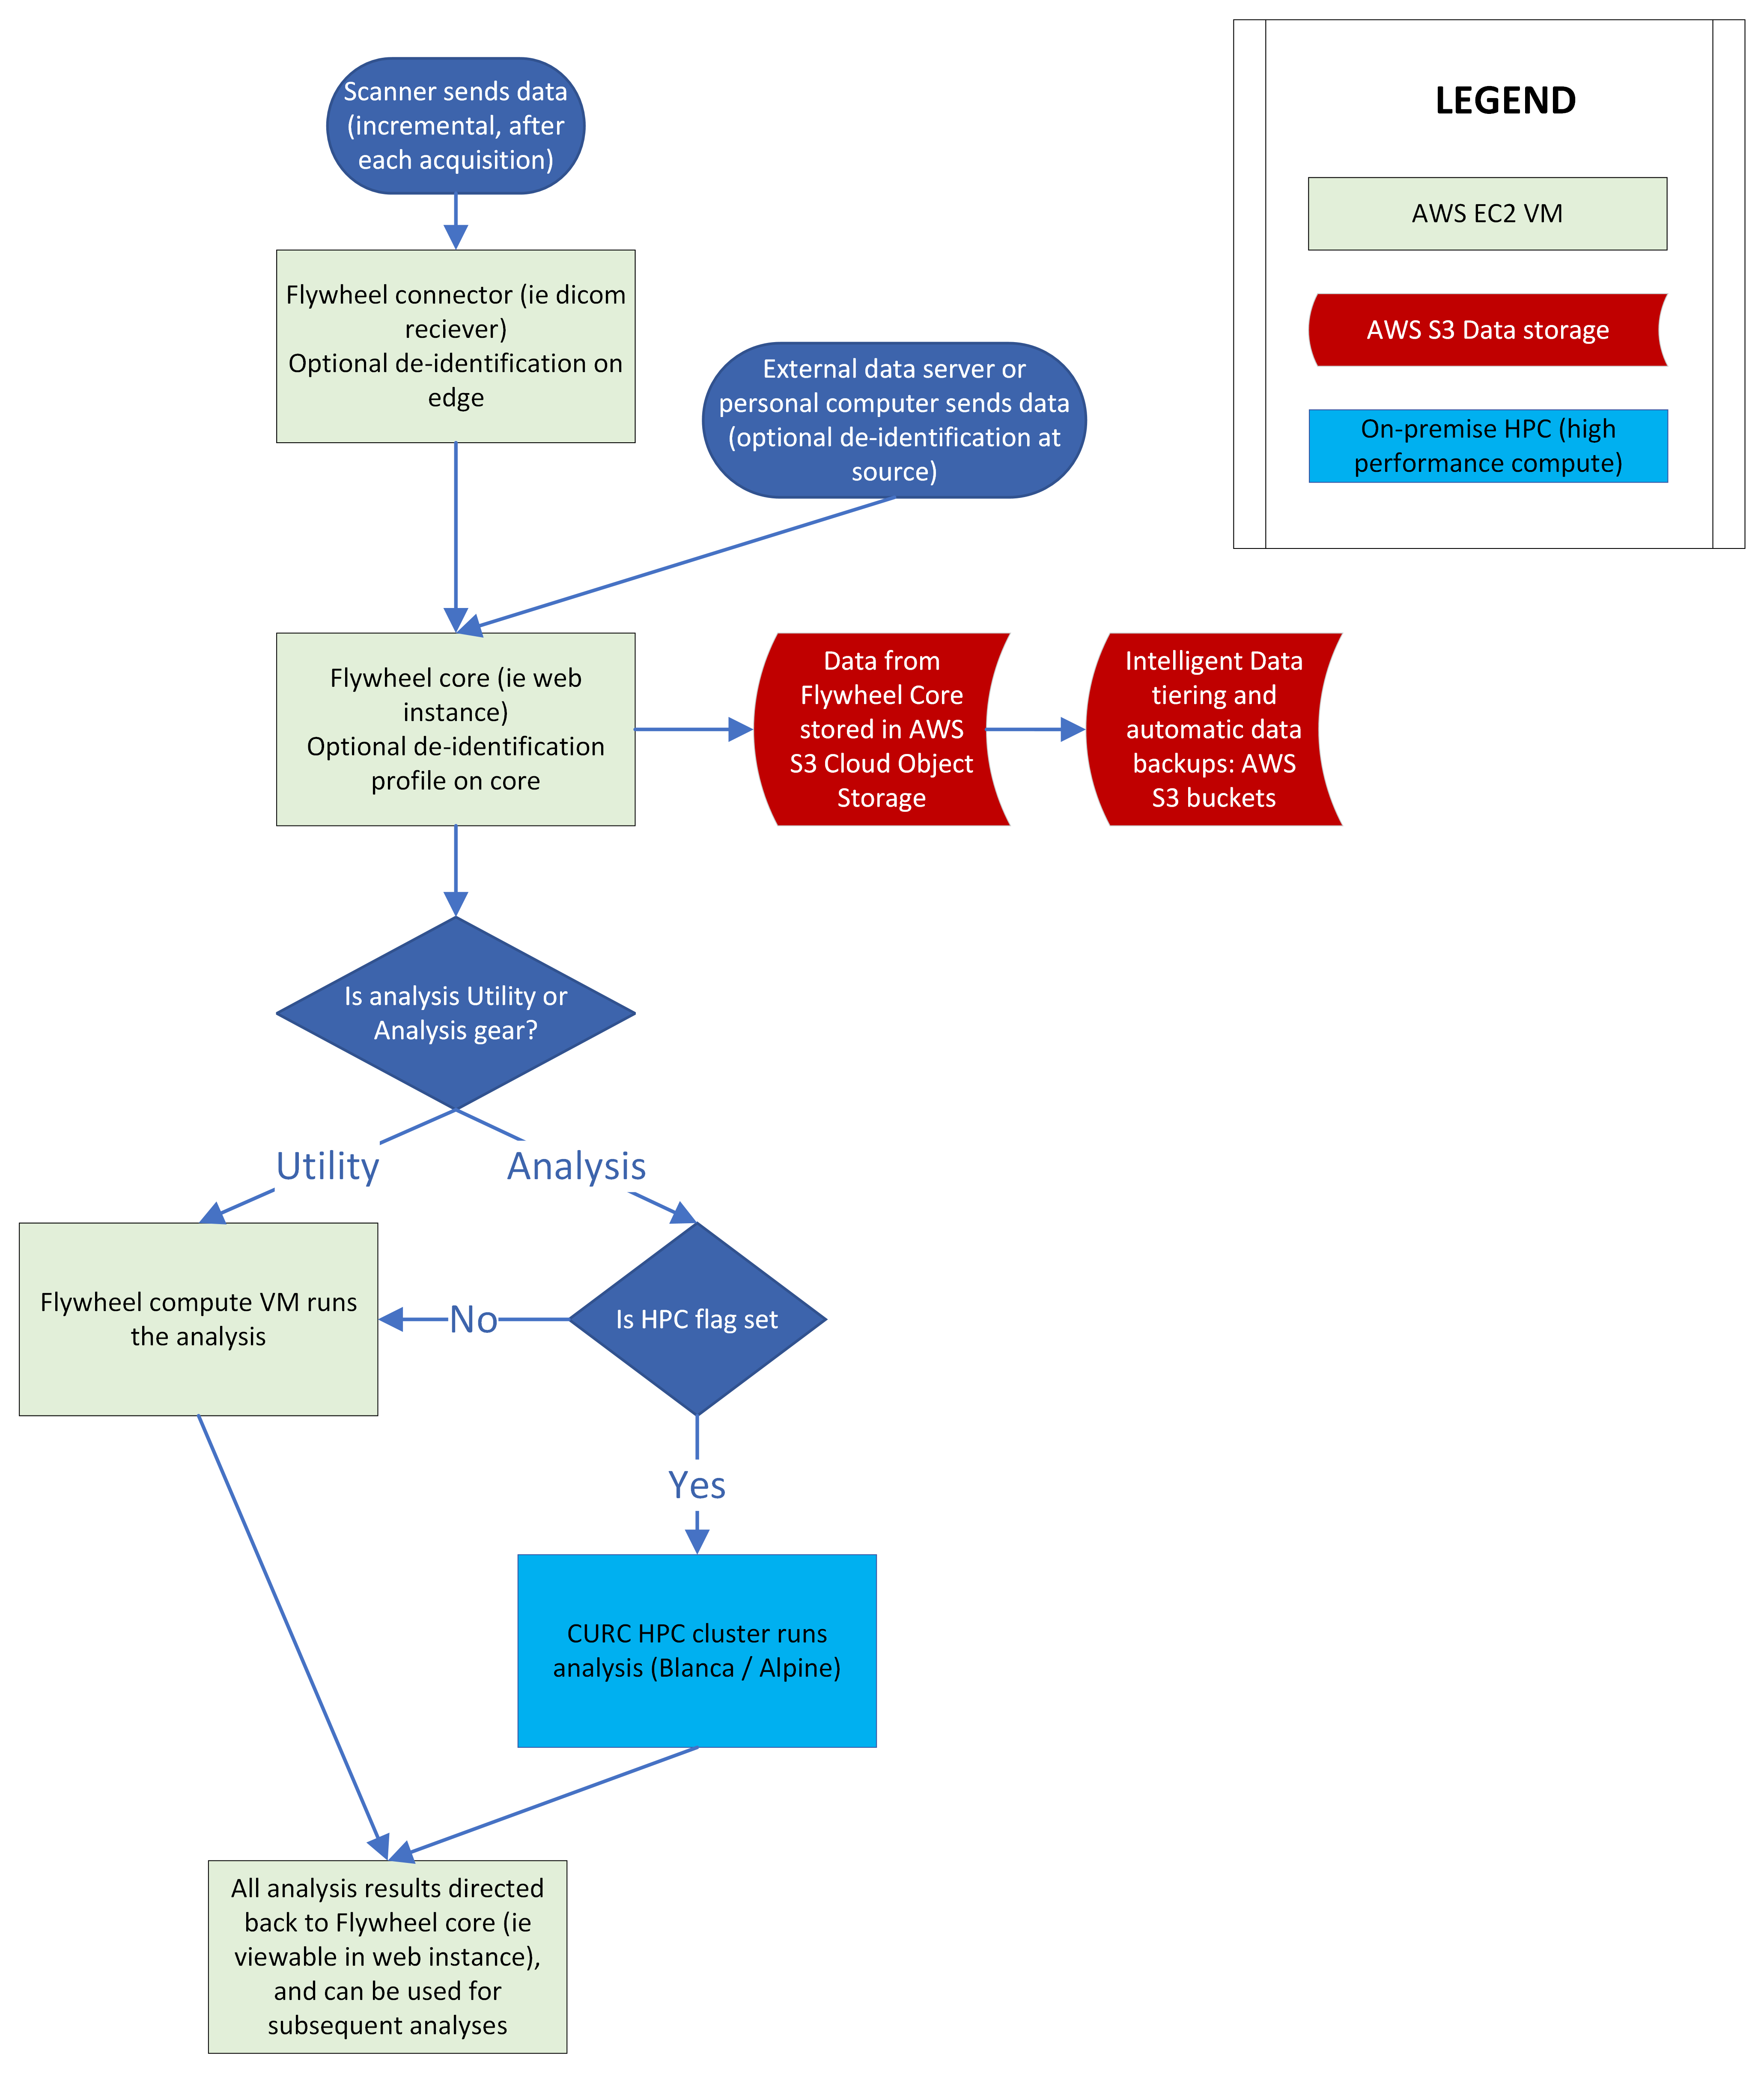 Scanner sends data
(incremental, after
each acquisition)
LEGEND
AWS EC2 VM
AWS S3 Data storage
On-premise HPC (high
performance compute)
Flywheel connector (ie dicom
reciever)
Optional de-identification on
edge
External data server or
personal computer sends data
(optional de-identification at
source)
Flywheel core (ie web
instance)
Optional de-identification
profile on core
Data from
Flywheel Core
stored in AWS
S3 Cloud Object
Storage
Intelligent Data
tiering and
automatic data
backups: AWS
S3 buckets
Is analysis Utility or
Analysis gear?
Utility
Analysis
Flywheel compute VM runs
the analysis
No
Is HPC flag set
Yes
CURC HPC cluster runs
analysis (Blanca / Alpine)
All analysis results directed
back to Flywheel core (ie
viewable in web instance),
and can be used for
subsequent analyses